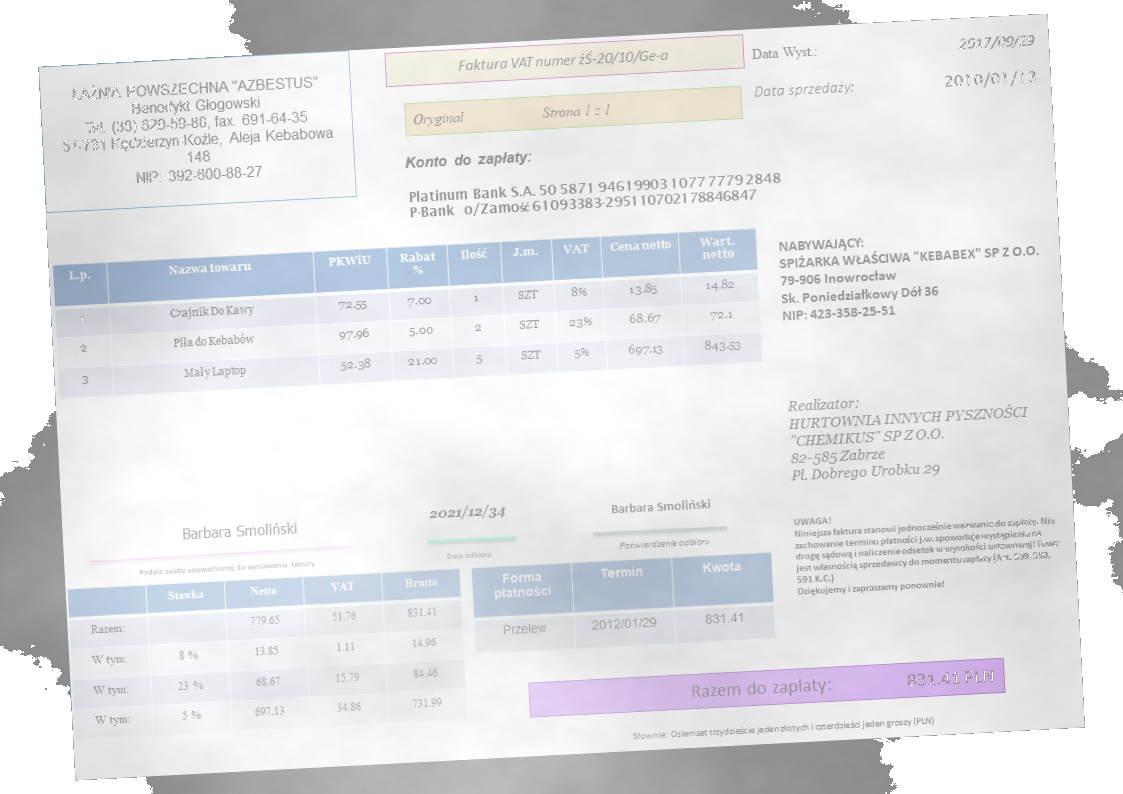 ŁAŹNIA POWSZECHNA "AZBESTUS"
Benedykt Głogowski
Tel. (38) 829-59-88, fax. 691-64-35
51-731 Kędzierzyn-Koźle, Aleja Kebabowa
148
NIP: 392-600-88-27
Faktura VAT numer żŚ-20/10/Ge-a
Oryginał Strona 1 z 1
Data Wyst.: 2017/09/29
Data sprzedaży: 2010/01/13
Konto do zapłaty:
Platinum Bank S.A. 50 5871 946199031077777792848
P-Bank o/Zamość 61093383-295110702178846847
L.p. Nazwa towaru PKWiU Rabat % Ilość J.m. VAT Cena netto Wart. netto
1 Czajnik Do Kawy 72.55 7.00 1 SZT 8% 13.85 14.82
2 Piła do Kebabów 97.96 5.00 2 SZT 23% 68.67 72.1
3 Mały Laptop 52.38 21.00 5 SZT 5% 697.13 843.53
NABYWAJĄCY:
SPIŻARKA WŁAŚCIWA "KEBABEX" SP Z O.O.
79-906 Inowrocław
Sk. Poniedziałkowy Dół 36
NIP: 423-358-25-51
Realizator:
HURTOWNIA INNYCH PYSZNOŚCI
"CHEMIKUS" SP Z O.O.
82-585 Zabrze
Pl. Dobrego Urobku 29
Barbara Smoliński
Podpis osoby upoważnionej do wystawienia faktury
2021/12/34
Data odbioru
Barbara Smoliński
Potwierdzenie odbioru
UWAGA!
Niniejsza faktura stanowi jednocześnie wezwanie do zapłaty. Nie
zachowanie terminu płatności j.w. spowoduje wystąpienie na
drogę sądową i naliczenie odsetek w wysokości ustawowej! Towar
jest własnością sprzedawcy do momentu zapłaty (Art. 589,
591 K.C.)
Dziękujemy i zapraszamy ponownie!
Stawka Netto VAT Brutto
Razem: 779.65 51.76 831.41
W tym: 8 % 13.85 1.11 14.96
W tym: 23 % 68.67 15.79 84.46
W tym: 5 % 697.13 34.86 731.99
Forma płatności Termin Kwota
Przelew 2012/01/29 831.41
Razem do zapłaty: 831.41 PLN
Słownie: Osiemset trzydzieście jeden złotych i czterdzieści jeden groszy (PLN)